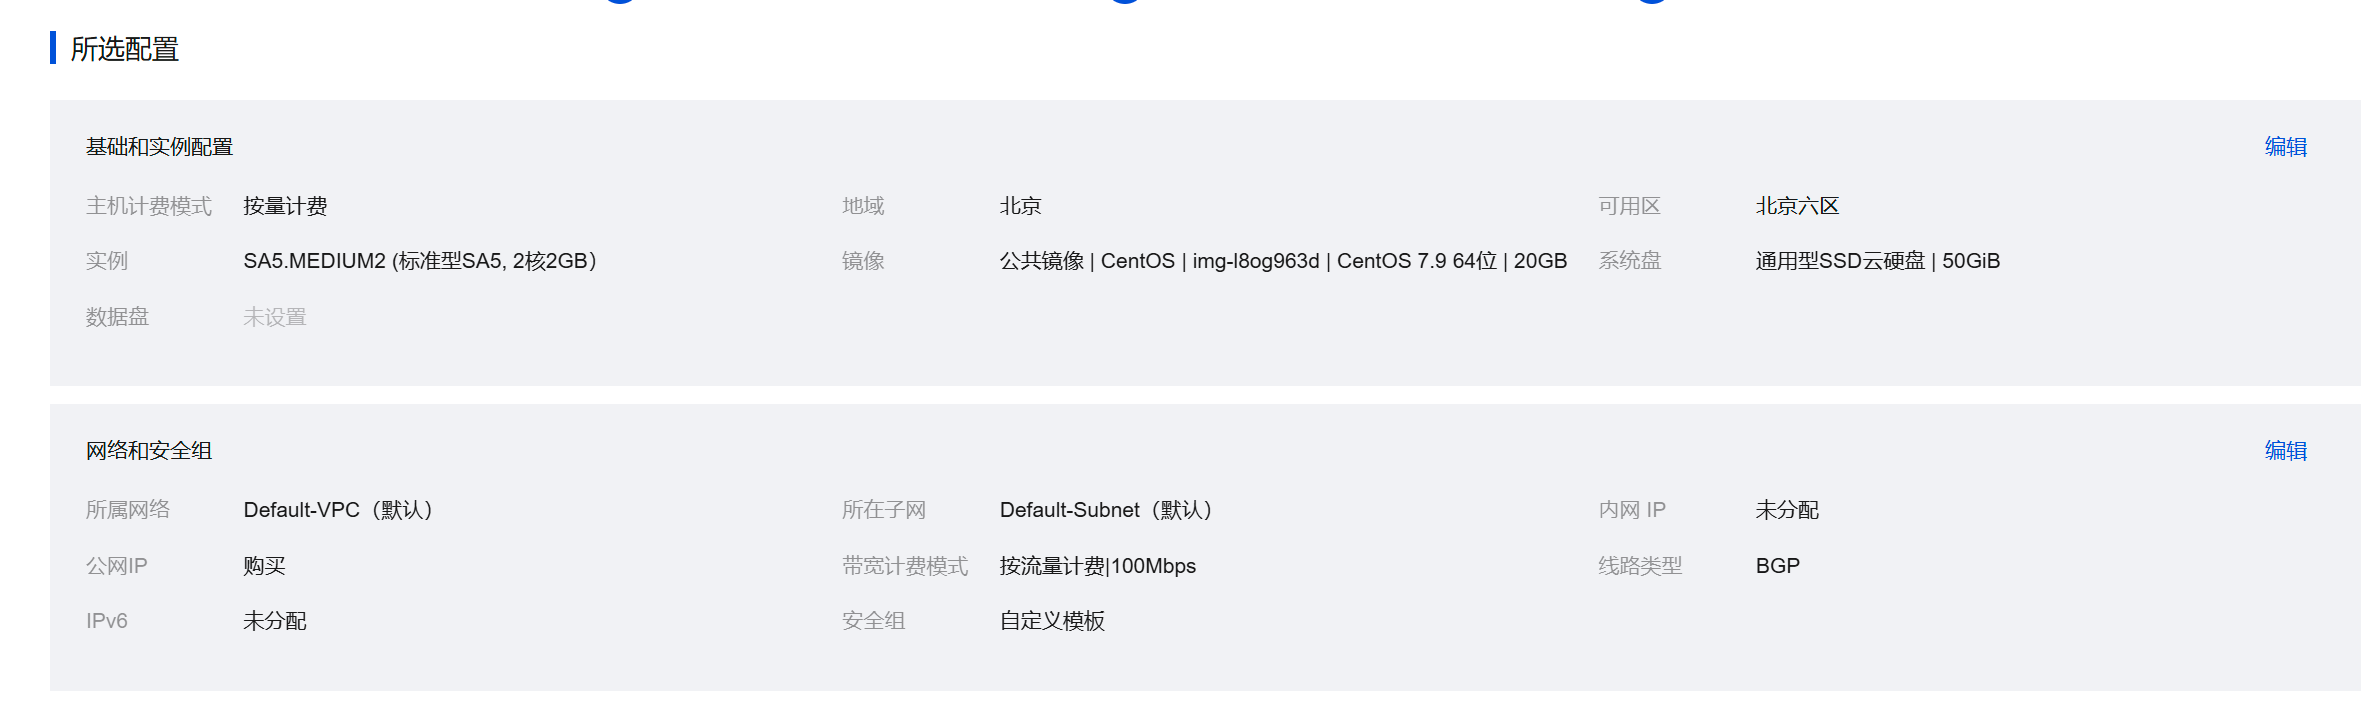 所选配置
基础和实例配置 编辑
主机计费模式 按量计费 地域 北京 可用区 北京六区
实例 SA5.MEDIUM2 (标准型SA5, 2核2GB） 镜像 公共镜像 | CentOS | img-l8og963d | CentOS 7.9 64位 | 20GB 系统盘 通用型SSD云硬盘 | 50GiB
数据盘 未设置
网络和安全组 编辑
所属网络 Default-VPC（默认） 所在子网 Default-Subnet（默认） 内网 IP 未分配
公网IP 购买 带宽计费模式 按流量计费|100Mbps 线路类型 BGP
IPv6 未分配 安全组 自定义模板